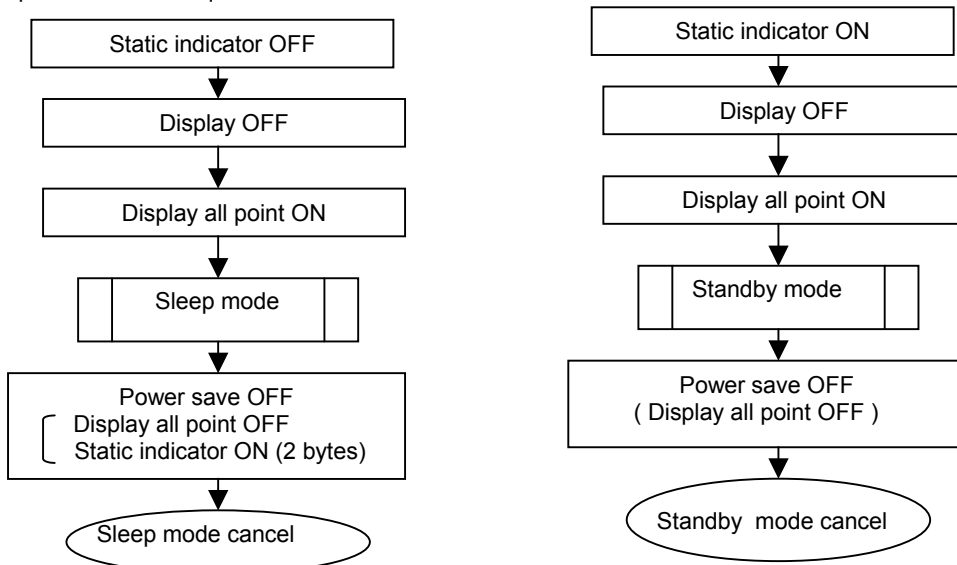 Static indicator OFF
Display OFF
Display all point ON
Sleep mode
Power save OFF
Display all point OFF
Static indicator ON (2 bytes)
Sleep mode cancel
Static indicator ON
Display OFF
Display all point ON
Standby mode
Power save OFF
( Display all point OFF )
Standby mode cancel